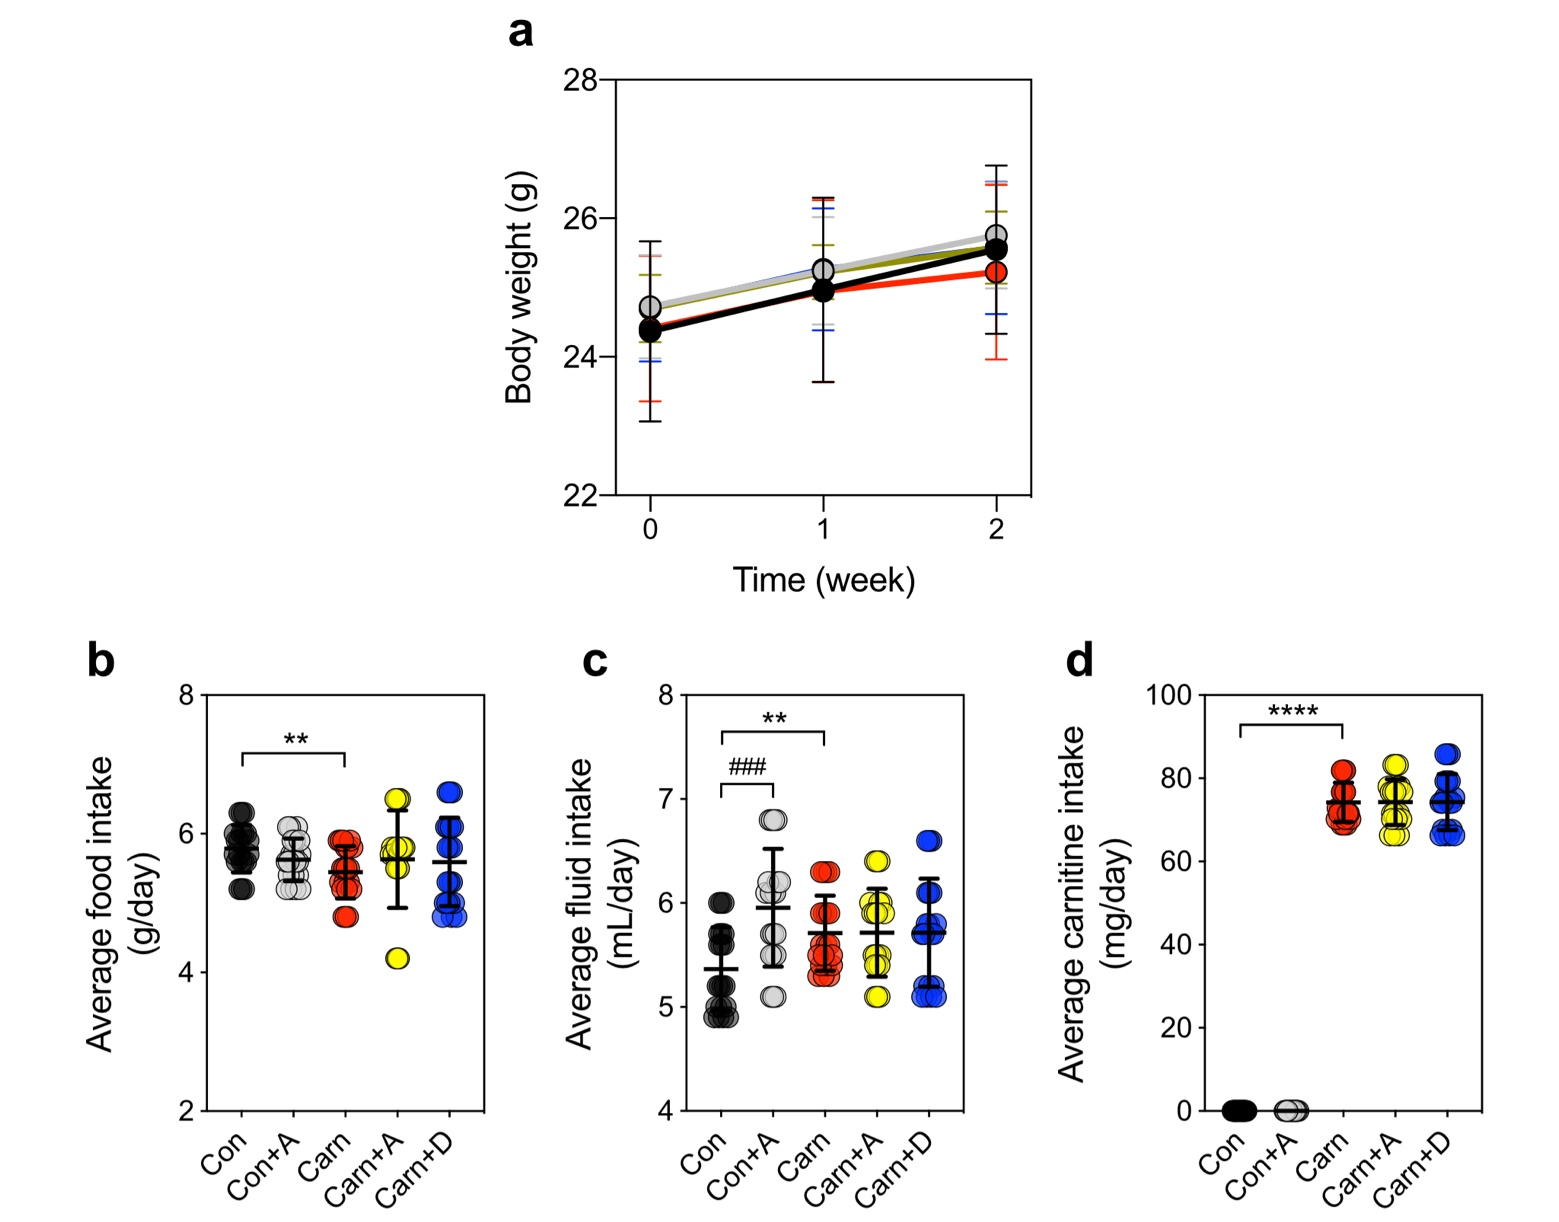 a
Body weight (g)
28
26
24
22
0 1 2
Time (week)
b
Average food intake
(g/day)
8
6
4
2
**
Con
Con+A
Carn
Carn+A
Carn+D
c
Average fluid intake
(mL/day)
8
7
6
5
4
**
###
Con
Con+A
Carn
Carn+A
Carn+D
d
Average carnitine intake
(mg/day)
100
80
60
40
20
0
****
Con
Con+A
Carn
Carn+A
Carn+D